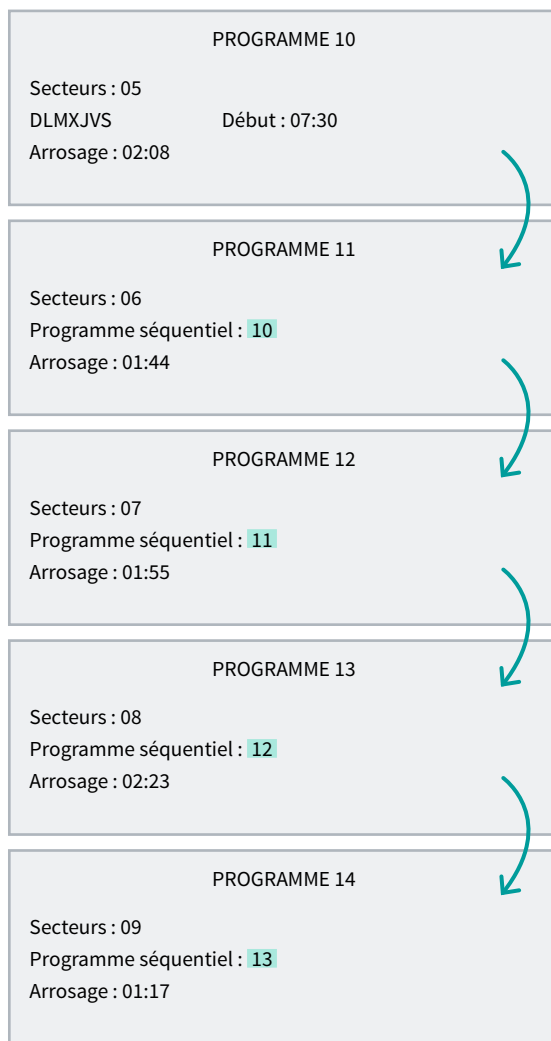 PROGRAMME 10
Secteurs : 05
DLMXJVS Début : 07:30
Arrosage : 02:08
PROGRAMME 11
Secteurs : 06
Programme séquentiel : 10
Arrosage : 01:44
PROGRAMME 12
Secteurs : 07
Programme séquentiel : 11
Arrosage : 01:55
PROGRAMME 13
Secteurs : 08
Programme séquentiel : 12
Arrosage : 02:23
PROGRAMME 14
Secteurs : 09
Programme séquentiel : 13
Arrosage : 01:17